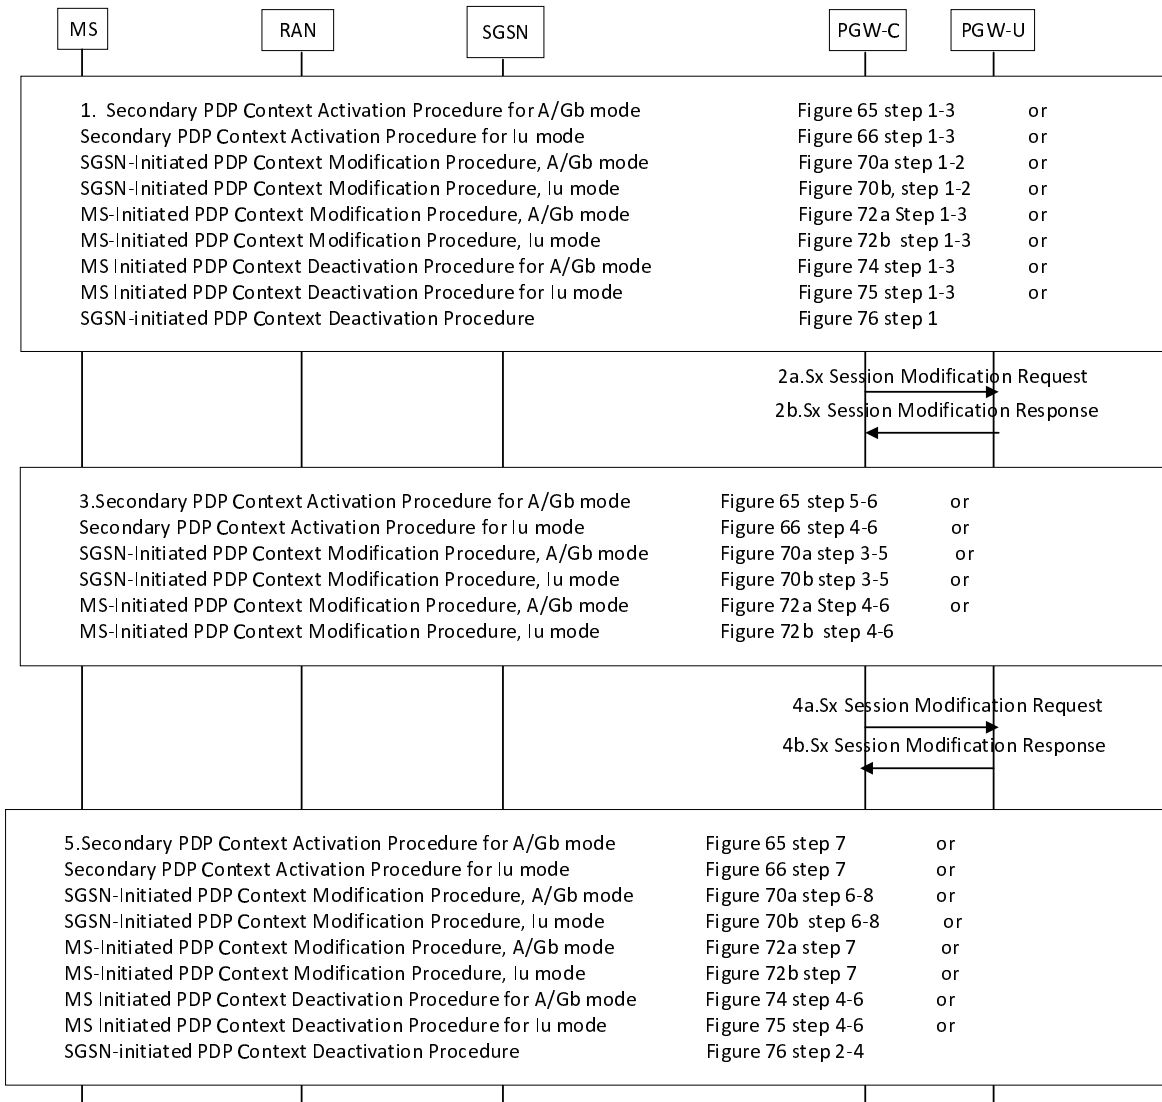 MS RAN SGSN PGW-C PGW-U
1. Secondary PDP Context Activation Procedure for A/Gb mode Figure 65 step 1-3 or
Secondary PDP Context Activation Procedure for Iu mode Figure 66 step 1-3 or
SGSN-Initiated PDP Context Modification Procedure, A/Gb mode Figure 70a step 1-2 or
SGSN-Initiated PDP Context Modification Procedure, Iu mode Figure 70b, step 1-2 or
MS-Initiated PDP Context Modification Procedure, A/Gb mode Figure 72a Step 1-3 or
MS-Initiated PDP Context Modification Procedure, Iu mode Figure 72b step 1-3 or
MS Initiated PDP Context Deactivation Procedure for A/Gb mode Figure 74 step 1-3 or
MS Initiated PDP Context Deactivation Procedure for Iu mode Figure 75 step 1-3 or
SGSN-initiated PDP Context Deactivation Procedure Figure 76 step 1
2a.Sx Session Modification Request
2b.Sx Session Modification Response
3.Secondary PDP Context Activation Procedure for A/Gb mode Figure 65 step 5-6 or
Secondary PDP Context Activation Procedure for Iu mode Figure 66 step 4-6 or
SGSN-Initiated PDP Context Modification Procedure, A/Gb mode Figure 70a step 3-5 or
SGSN-Initiated PDP Context Modification Procedure, Iu mode Figure 70b step 3-5 or
MS-Initiated PDP Context Modification Procedure, A/Gb mode Figure 72a Step 4-6 or
MS-Initiated PDP Context Modification Procedure, Iu mode Figure 72b step 4-6
4a.Sx Session Modification Request
4b.Sx Session Modification Response
5.Secondary PDP Context Activation Procedure for A/Gb mode Figure 65 step 7 or
Secondary PDP Context Activation Procedure for Iu mode Figure 66 step 7 or
SGSN-Initiated PDP Context Modification Procedure, A/Gb mode Figure 70a step 6-8 or
SGSN-Initiated PDP Context Modification Procedure, Iu mode Figure 70b step 6-8 or
MS-Initiated PDP Context Modification Procedure, A/Gb mode Figure 72a step 7 or
MS-Initiated PDP Context Modification Procedure, Iu mode Figure 72b step 7 or
MS Initiated PDP Context Deactivation Procedure for A/Gb mode Figure 74 step 4-6 or
MS Initiated PDP Context Deactivation Procedure for Iu mode Figure 75 step 4-6 or
SGSN-initiated PDP Context Deactivation Procedure Figure 76 step 2-4